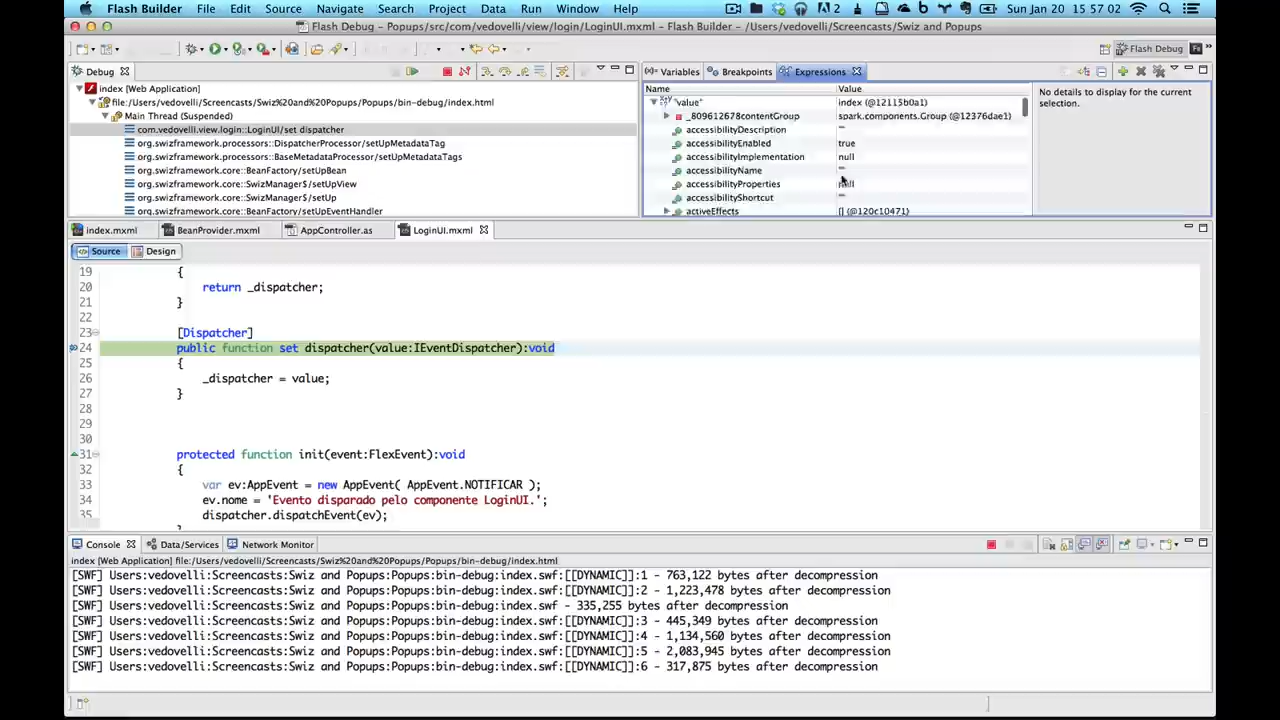 Flash Builder File Edit Source Navigate Search Project Data Run Window Help 2 Sun Jan 20 15:57:02
Flash Debug - Popups/src/com/vedovelli/view/login/LoginUI.mxml - Flash Builder - /Users/vedovelli/Screencasts/Swiz and Popups
Flash Debug
Debug
Variables Breakpoints Expressions
index [Web Application]
file:/Users/vedovelli/Screencasts/Swiz%20and%20Popups/Popups/bin-debug/index.html
Main Thread (Suspended)
com.vedovelli.view.login::LoginUI/set dispatcher
org.swizframework.processors::DispatcherProcessor/setUpMetadataTag
org.swizframework.processors::BaseMetadataProcessor/setUpMetadataTags
org.swizframework.core::BeanFactory/setUpBean
org.swizframework.core::SwizManager$/setUpView
org.swizframework.core::SwizManager$/setUp
org.swizframework.core::BeanFactory/setUpEventHandler
Name Value
"value" index (@12115b0a1)
_809612678contentGroup spark.components.Group (@12376dae1)
accessibilityDescription ""
accessibilityEnabled true
accessibilityImplementation null
accessibilityName ""
accessibilityProperties null
accessibilityShortcut ""
activeEffects [] (@120c10471)
No details to display for the current selection.
index.mxml BeanProvider.mxml AppController.as LoginUI.mxml
Source Design
19 {
20 return _dispatcher;
21 }
22
23 [Dispatcher]
24 public function set dispatcher(value:IEventDispatcher):void
25 {
26 _dispatcher = value;
27 }
28
29
30
31 protected function init(event:FlexEvent):void
32 {
33 var ev:AppEvent = new AppEvent( AppEvent.NOTIFICAR );
34 ev.nome = 'Evento disparado pelo componente LoginUI.';
35 dispatcher.dispatchEvent(ev);
Console Data/Services Network Monitor
index [Web Application] file:/Users/vedovelli/Screencasts/Swiz%20and%20Popups/Popups/bin-debug/index.html
[SWF] Users:vedovelli:Screencasts:Swiz and Popups:Popups:bin-debug:index.swf:[[DYNAMIC]]:1 - 763,122 bytes after decompression
[SWF] Users:vedovelli:Screencasts:Swiz and Popups:Popups:bin-debug:index.swf:[[DYNAMIC]]:2 - 1,223,478 bytes after decompression
[SWF] Users:vedovelli:Screencasts:Swiz and Popups:Popups:bin-debug:index.swf - 335,255 bytes after decompression
[SWF] Users:vedovelli:Screencasts:Swiz and Popups:Popups:bin-debug:index.swf:[[DYNAMIC]]:3 - 445,349 bytes after decompression
[SWF] Users:vedovelli:Screencasts:Swiz and Popups:Popups:bin-debug:index.swf:[[DYNAMIC]]:4 - 1,134,560 bytes after decompression
[SWF] Users:vedovelli:Screencasts:Swiz and Popups:Popups:bin-debug:index.swf:[[DYNAMIC]]:5 - 2,083,945 bytes after decompression
[SWF] Users:vedovelli:Screencasts:Swiz and Popups:Popups:bin-debug:index.swf:[[DYNAMIC]]:6 - 317,875 bytes after decompression